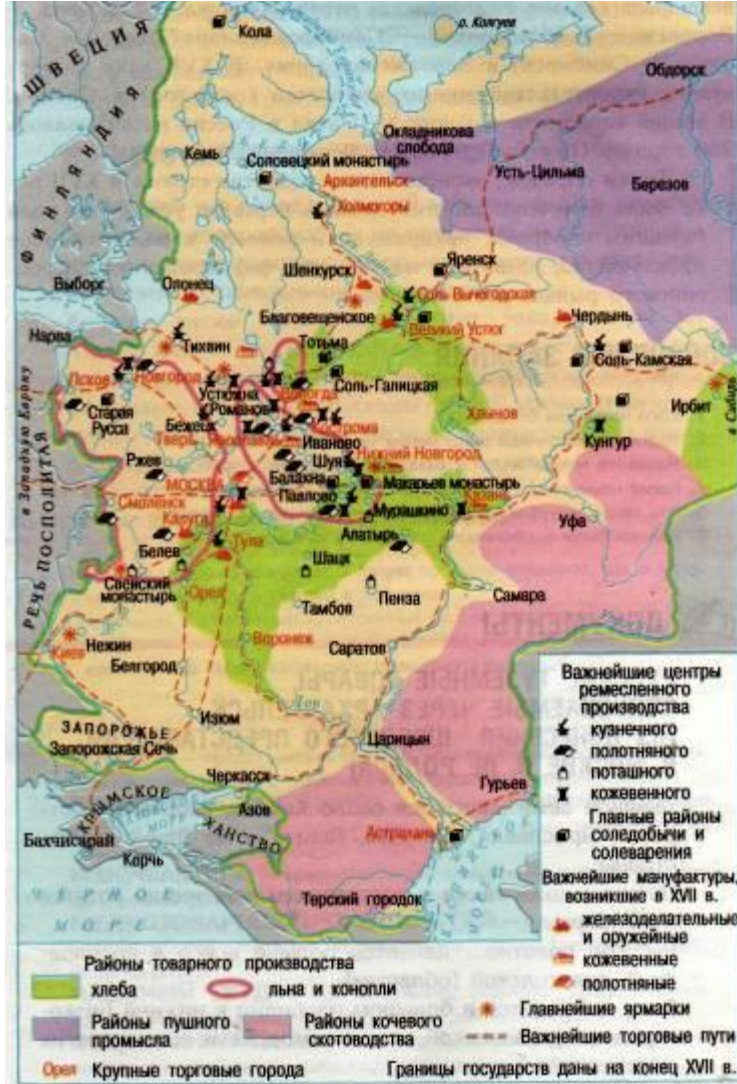 о. Колгуев
Кола
ШВЕЦИЯ
Обдорск
Окладникова
слобода
ФИНЛЯНДИЯ
Кемь
Соловецкий монастырь
Усть-Цильма
Березов
Архангельск
Холмогоры
Яренск
Шенкурск
Выборг
Олонец
Соль Вычегодская
Благовещенское
Чердынь
Великий Устюг
Нарва
Тихвин
Тотьма
Соль-Камская
Псков
Новгород
Соль-Галицкая
Вологда
Устюжна
Романов
Ирбит
в Сибирь
Старая
Русса
Хлынов
Бежецк
Кострома
Кунгур
Тверь
Ярославль
Иваново
в Западную Европу
Ржев
Шуя
Нижний Новгород
Балахна
МОСКВА
Макарьев монастырь
Смоленск
Павлово
Казань
Калуга
Мурашкино
Уфа
РЕЧЬ ПОСПОЛИТАЯ
Тула
Алатырь
Белев
Шацк
Свенский
монастырь
Орел
Пенза
Самара
Тамбов
Киев
Воронеж
Нежин
Саратов
Белгород
Дон
ЗАПОРОЖЬЕ
Изюм
Запорожская Сечь
Царицын
Черкасск
Гурьев
КРЫМСКОЕ
ХАНСТВО
Азов
Астрахань
Бахчисарай
Керчь
ЧЕРНОЕ
МОРЕ
Терский городок
Важнейшие центры
ремесленного
производства
кузнечного
полотняного
поташного
кожевенного
Главные районы
соледобычи и
солеварения
Важнейшие мануфактуры,
возникшие в XVII в.
железоделательные
и оружейные
кожевенные
полотняные
Главнейшие ярмарки
Важнейшие торговые пути
Районы товарного производства
хлеба
льна и конопли
Районы пушного
промысла
Районы кочевого
скотоводства
Орел
Крупные торговые города
Границы государств даны на конец XVII в.